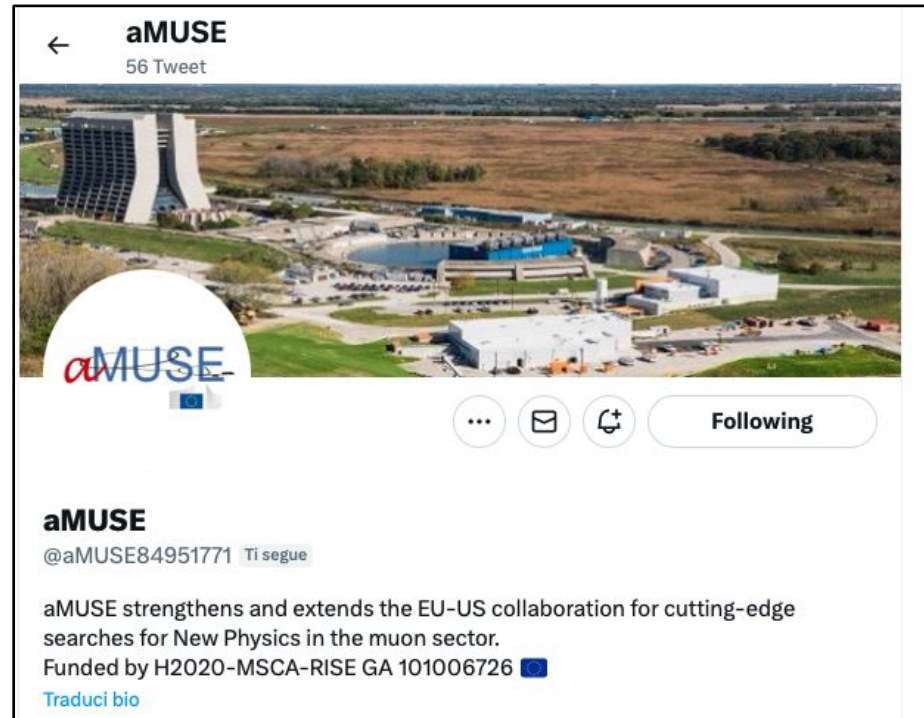 aMUSE
56 Tweet
aMUSE
Following
aMUSE
@aMUSE84951771 Ti segue
aMUSE strengthens and extends the EU-US collaboration for cutting-edge
searches for New Physics in the muon sector.
Funded by H2020-MSCA-RISE GA 101006726 🇪🇺
Traduci bio